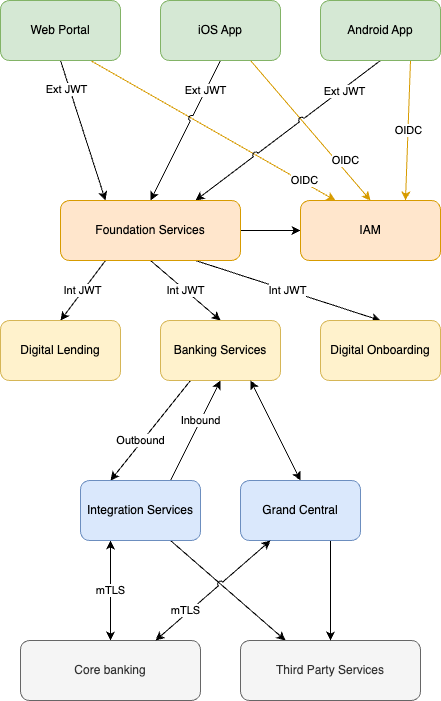 Web Portal
iOS App
Android App
Ext JWT
Ext JWT
Ext JWT
OIDC
OIDC
OIDC
Foundation Services
IAM
Int JWT
Int JWT
Int JWT
Digital Lending
Banking Services
Digital Onboarding
Inbound
Outbound
Integration Services
Grand Central
mTLS
mTLS
Core banking
Third Party Services